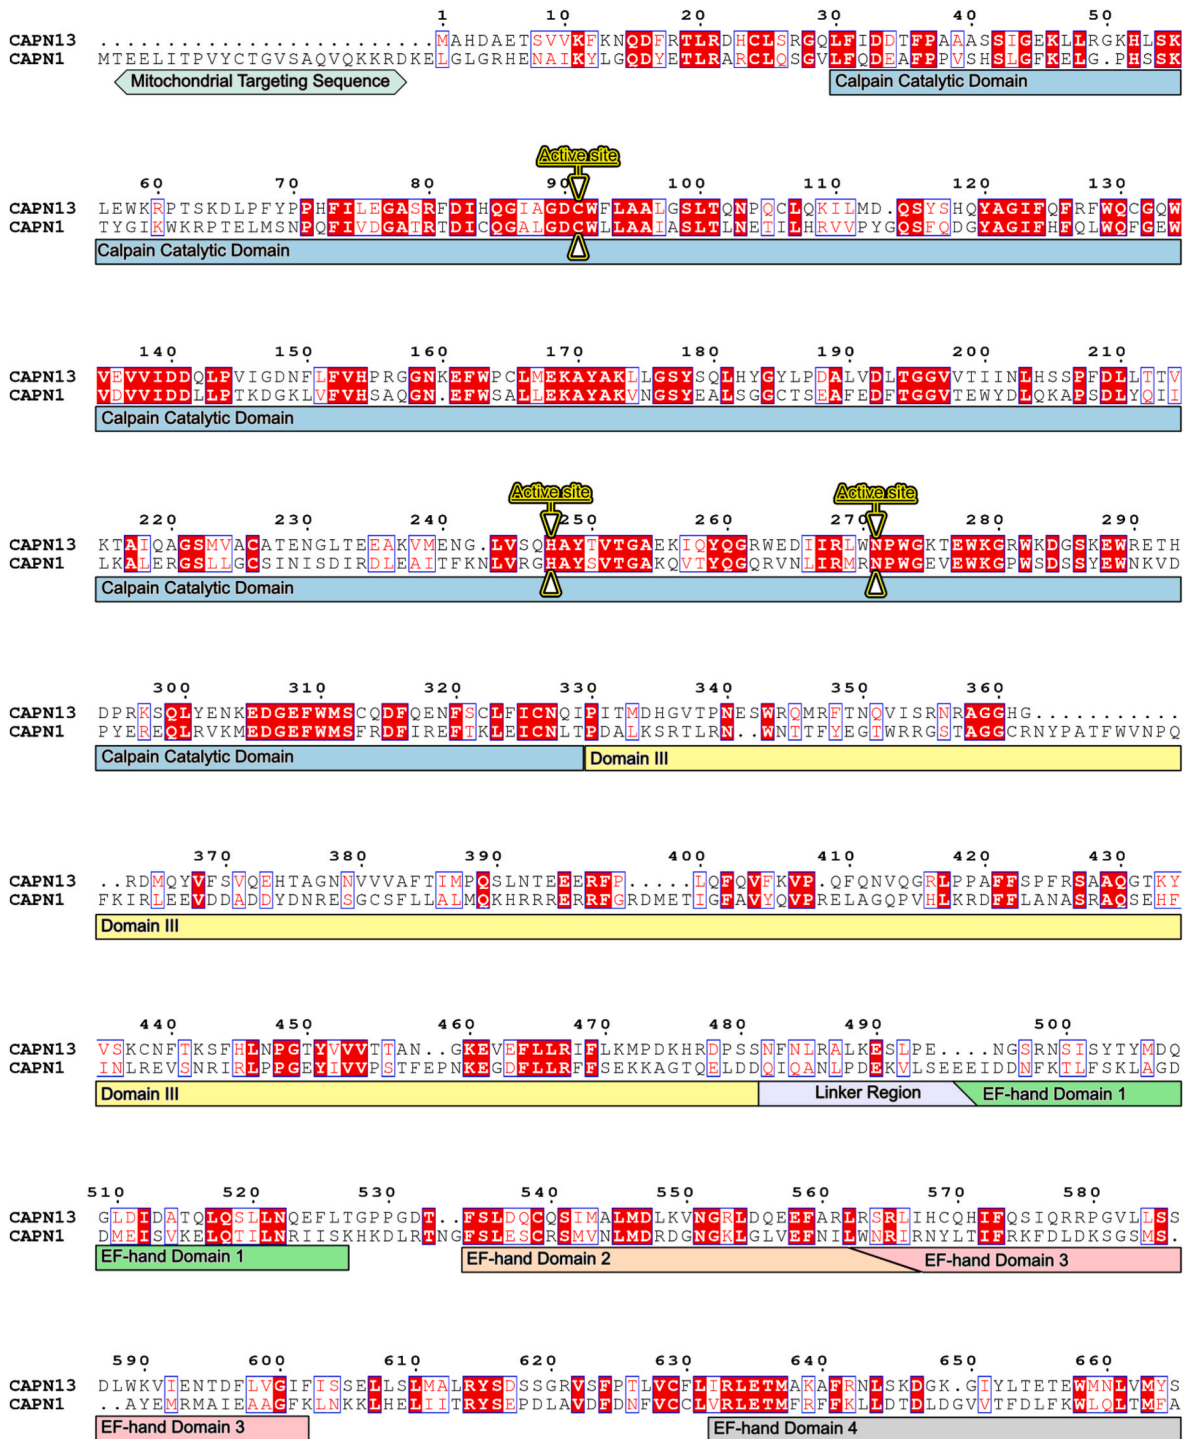 1 10 20 30 40 50
CAPN13 .........................MAHDAETSVVKFKNQDFRTLRDHCLSRGQLFIDDTFPAAASSIGEKLLRGKHLSK
CAPN1 MTEELITPVYCTGVSAQVQKKRDKELGLGRHENAIKYLGQDYETLRARCLQSGVLFQDEAFPPVSHSLGFKELG.PHSSK
Mitochondrial Targeting Sequence Calpain Catalytic Domain
Active site
60 70 80 90 100 110 120 130
CAPN13 LEWKRPTSKDLPFYPPHFILEGASRFDIHQGIAGDCWFLAALGSLTQNPQCLQKILMD.QSYSHQYAGIFQFRFWQCGQW
CAPN1 TYGIKWKRPTELMSNPQFIVDGATRTDICQGALGDCWLLAAIASLTLNETILHRVVPYGQSFQDGYAGIFHFQLWQFGEW
Calpain Catalytic Domain
140 150 160 170 180 190 200 210
CAPN13 VEVVIDDQLPVIGDNFLFVHPRGGNKEFWPCLMEKAYAKLLGSYSQLHYGYLPDALVDLTGGVVTIINLHSSPFDLLTTV
CAPN1 VDVVIDDLLPTKDGKLVFVHSAQGN.EFWSALLEKAYAKVNGSYEALSGGCTSEAFEDFTGGVTEWYDLQKAPSDLYQII
Calpain Catalytic Domain
Active site Active site
220 230 240 250 260 270 280 290
CAPN13 KTAIQAGSMVACATENGLTEEAKVMENG.LVSQHAYTVTGAEKIQYQGRWEDIIRLWNPWGKTEWKGRWKDGSKEWRETH
CAPN1 LKALERGSLLGCSINISDIRDLEAITFKNLVRGHAYSVTGAKQVTYQGQRVNLIRMRNPWGEVEWKGPWSDSSYEWNKVD
Calpain Catalytic Domain
300 310 320 330 340 350 360
CAPN13 DPRKSQLYENKEDGEFWMSCQDFQENFSCLFICNQIPITMDHGVTPNESWRQMRFTNQVISRNRAGGHG...........
CAPN1 PYEREQLRVKMEDGEFWMSFRDFIREFTKLEICNLTPDALKSRTLRN..WNTTFYEGTWRRGSTAGGCRNYPATFWVNPQ
Calpain Catalytic Domain Domain III
370 380 390 400 410 420 430
CAPN13 ..RDMQYVFSVQEHTAGNNVVVAFTIMPQSLNTEEERFP.....LQFQVFKVP.QFQNVQGRLPPAFFSPFRSAAQGTKY
CAPN1 FKIRLEEVDDADDYDNRESGCSFLLALMQKHRRRERRFGRDMETIGFAVYQVPRELAGQPVHLKRDFFLANASRAQSEHF
Domain III
440 450 460 470 480 490 500
CAPN13 VSKCNFTKSFHLNPGTYVVVTTAN..GKEVEFLLRIFLKMPDKHRDPSSNFNLRALKESLPE....NGSRNSISYTYMDQ
CAPN1 INLREVSNRIRLPPGEYIVVPSTFEPNKEGDFLLRFFSEKKAGTQELDDQIQANLPDEKVLSEEEIDDNFKTLFSKLAGD
Domain III Linker Region EF-hand Domain 1
510 520 530 540 550 560 570 580
CAPN13 GLDIDATQLQSLLNQEFLTGPPGDT..FSLDQCQSIMALMDLKVNGRLDQEEFARLRSRLIHCQHIFQSIQRRPGVLLSS
CAPN1 DMEISVKELQTILNRIISKHKDLRTNGFSLESCRSMVNLMDRDGNGKLGLVEFNILWNRIRNYLTIFRKFDLDKSGSMS.
EF-hand Domain 1 EF-hand Domain 2 EF-hand Domain 3
590 600 610 620 630 640 650 660
CAPN13 DLWKVIENTDFLVGIFISSELLSLMALRYSDSSGRVSFPTLVCFLIRLETMAKAFRNLSKDGK.GIYLTETEWMNLVMYS
CAPN1 ..AYEMRMAIEAAGFKLNKKLHELIITRYSEPDLAVDFDNFVCCLVRLETMFRFFKLLDTDLDGVVTFDLFKWLQLTMFA
EF-hand Domain 3 EF-hand Domain 4